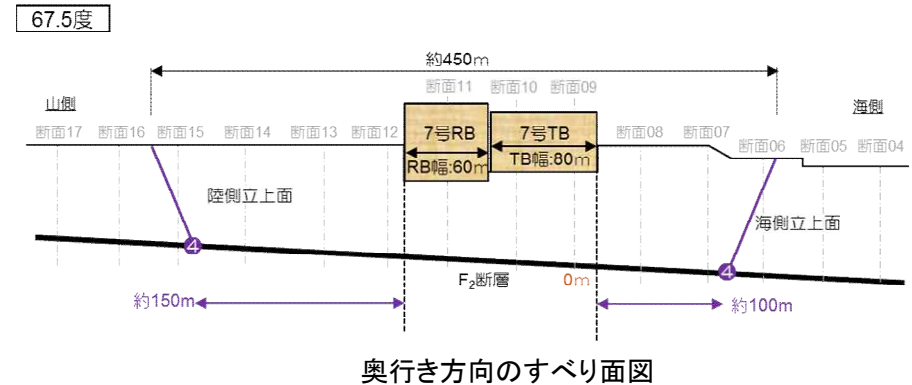 67.5度
約450m
断面11 断面10 断面09
山側 海側
断面17 断面16 断面15 断面14 断面13 断面12 7号RB 7号TB 断面08 断面07 断面06 断面05 断面04
RB幅:60m TB幅:80m
陸側立上面 海側立上面
④ ④
F₂断層 0m
約150m 約100m
奥行き方向のすべり面図